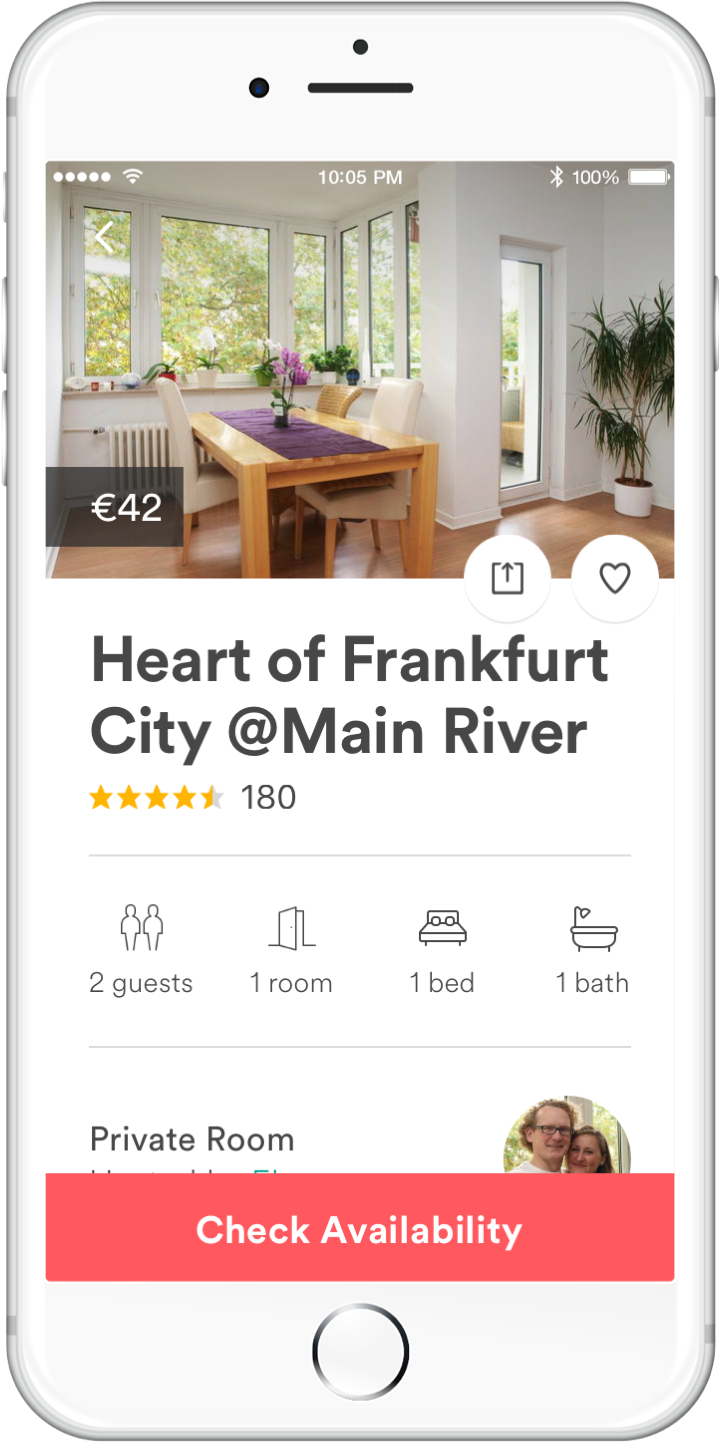 10:05 PM
100%
€42
Heart of Frankfurt
City @Main River
180
2 guests
1 room
1 bed
1 bath
Private Room
Check Availability